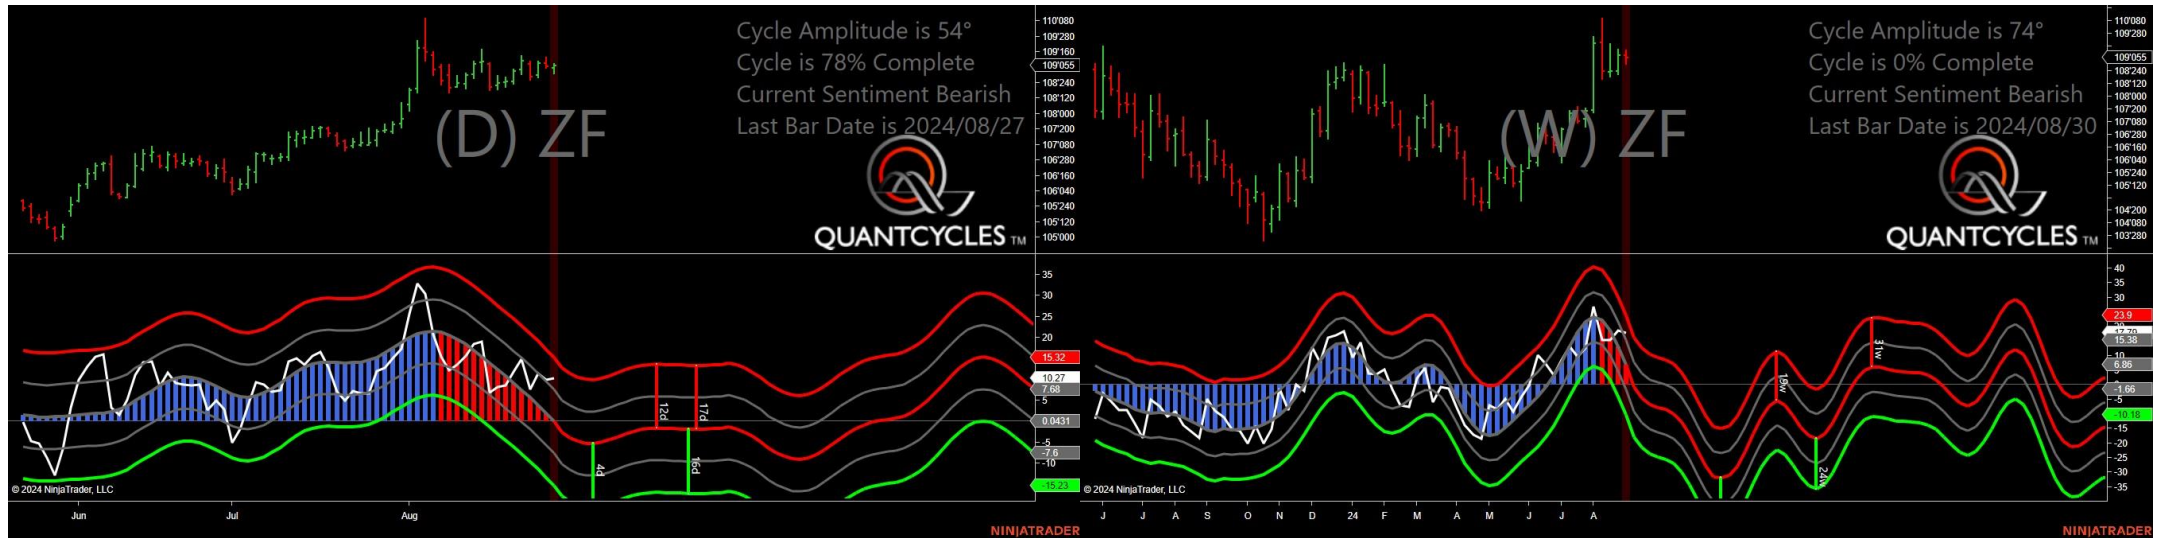 Cycle Amplitude is 54°
Cycle is 78% Complete
Current Sentiment Bearish
Last Bar Date is 2024/08/27
(D) ZF
QUANTCYCLES TM
110'080
109'280
109'160
109'055
108'240
108'120
108'000
107'200
107'080
106'280
106'160
106'040
105'240
105'120
105'000
35
30
25
20
15.32
10.27
7.68
5
0.0431
-5
-7.6
-10
-15.23
4d
12d
16d
17d
© 2024 NinjaTrader, LLC
Jun Jul Aug
NINJATRADER
Cycle Amplitude is 74°
Cycle is 0% Complete
Current Sentiment Bearish
Last Bar Date is 2024/08/30
(W) ZF
QUANTCYCLES TM
110'080
109'280
109'055
108'240
108'120
108'000
107'200
107'080
106'280
106'160
106'040
105'240
105'120
104'200
104'080
103'280
40
35
30
23.9
17.79
15.38
10
6.86
-1.66
-5
-10.18
-15
-20
-25
-30
-35
19w
24w
31w
© 2024 NinjaTrader, LLC
J J A S O N D 24 F M A M J J A
NINJATRADER